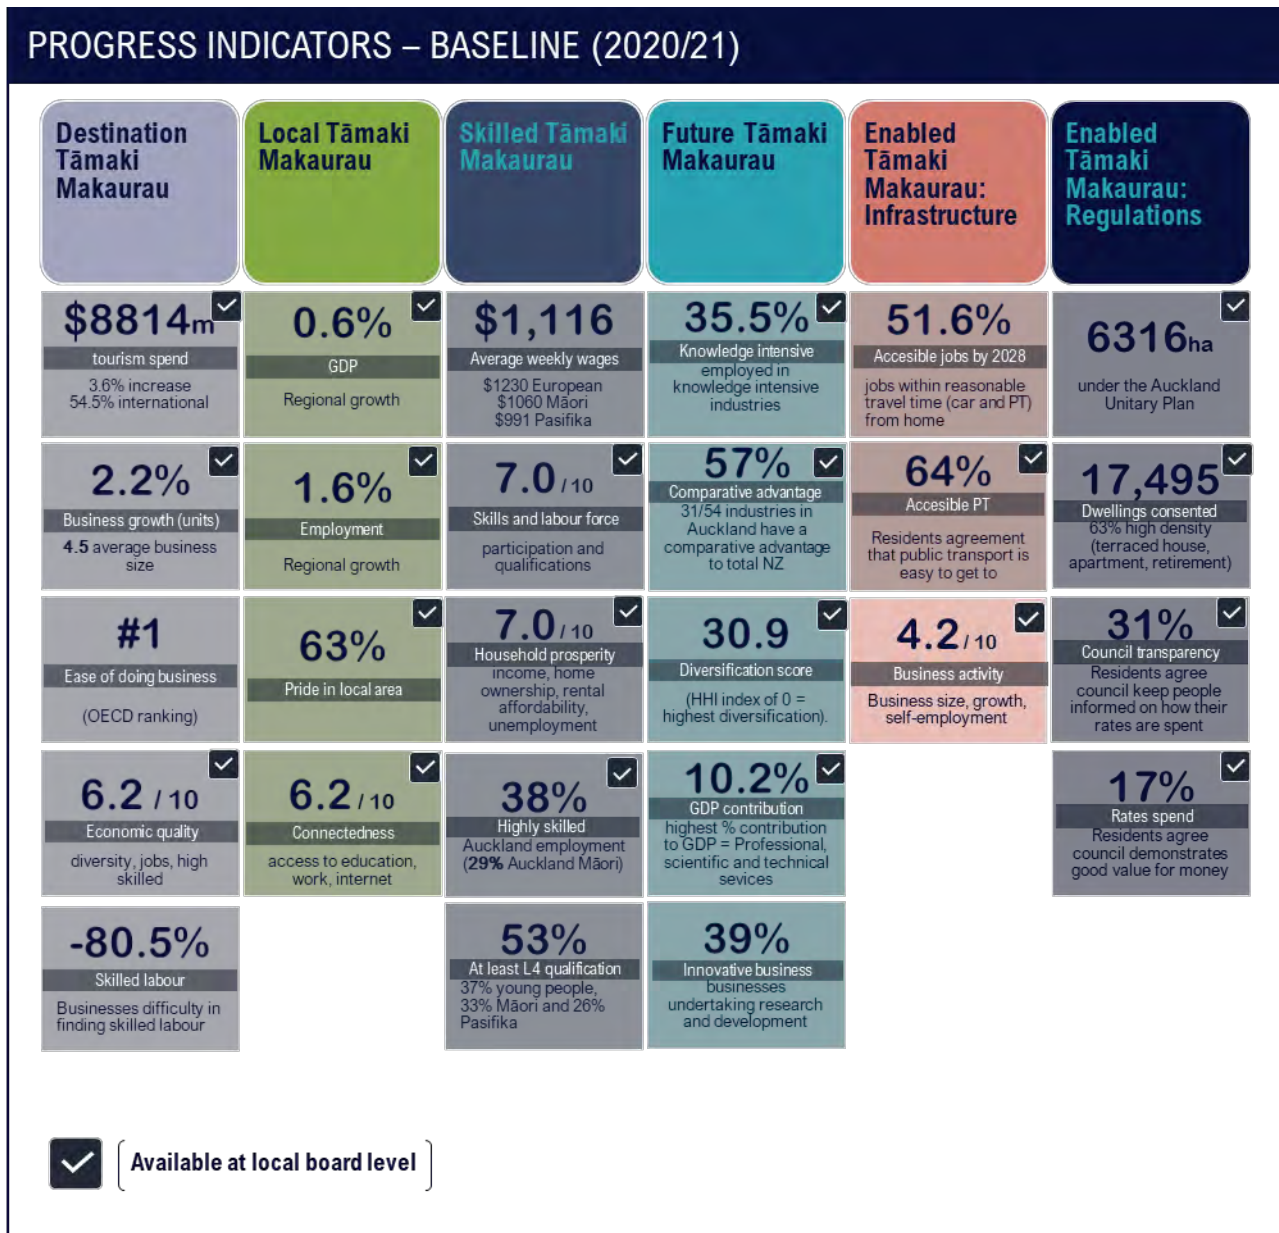 PROGRESS INDICATORS – BASELINE (2020/21)
Destination
Tāmaki
Makaurau
$8814m
tourism spend
3.6% increase
54.5% international
2.2%
Business growth (units)
4.5 average business
size
#1
Ease of doing business
(OECD ranking)
6.2 / 10
Economic quality
diversity, jobs, high
skilled
-80.5%
Skilled labour
Businesses difficulty in
finding skilled labour
Local Tāmaki
Makaurau
0.6%
GDP
Regional growth
1.6%
Employment
Regional growth
63%
Pride in local area
6.2 / 10
Connectedness
access to education,
work, internet
Skilled Tāmaki
Makaurau
$1,116
Average weekly wages
$1230 European
$1060 Māori
$991 Pasifika
7.0 / 10
Skills and labour force
participation and
qualifications
7.0 / 10
Household prosperity
income, home
ownership, rental
affordability,
unemployment
38%
Highly skilled
Auckland employment
(29% Auckland Māori)
53%
At least L4 qualification
37% young people,
33% Māori and 26%
Pasifika
Future Tāmaki
Makaurau
35.5%
Knowledge intensive
employed in
knowledge intensive
industries
57%
Comparative advantage
31/54 industries in
Auckland have a
comparative advantage
to total NZ
30.9
Diversification score
(HHI index of 0 =
highest diversification).
10.2%
GDP contribution
highest % contribution
to GDP = Professional,
scientific and technical
sevices
39%
Innovative business
businesses
undertaking research
and development
Enabled
Tāmaki
Makaurau:
Infrastructure
51.6%
Accesible jobs by 2028
jobs within reasonable
travel time (car and PT)
from home
64%
Accesible PT
Residents agreement
that public transport is
easy to get to
4.2 / 10
Business activity
Business size, growth,
self-employment
Enabled
Tāmaki
Makaurau:
Regulations
6316ha
under the Auckland
Unitary Plan
17,495
Dwellings consented
63% high density
(terraced house,
apartment, retirement)
31%
Council transparency
Residents agree
council keep people
informed on how their
rates are spent
17%
Rates spend
Residents agree
council demonstrates
good value for money
Available at local board level